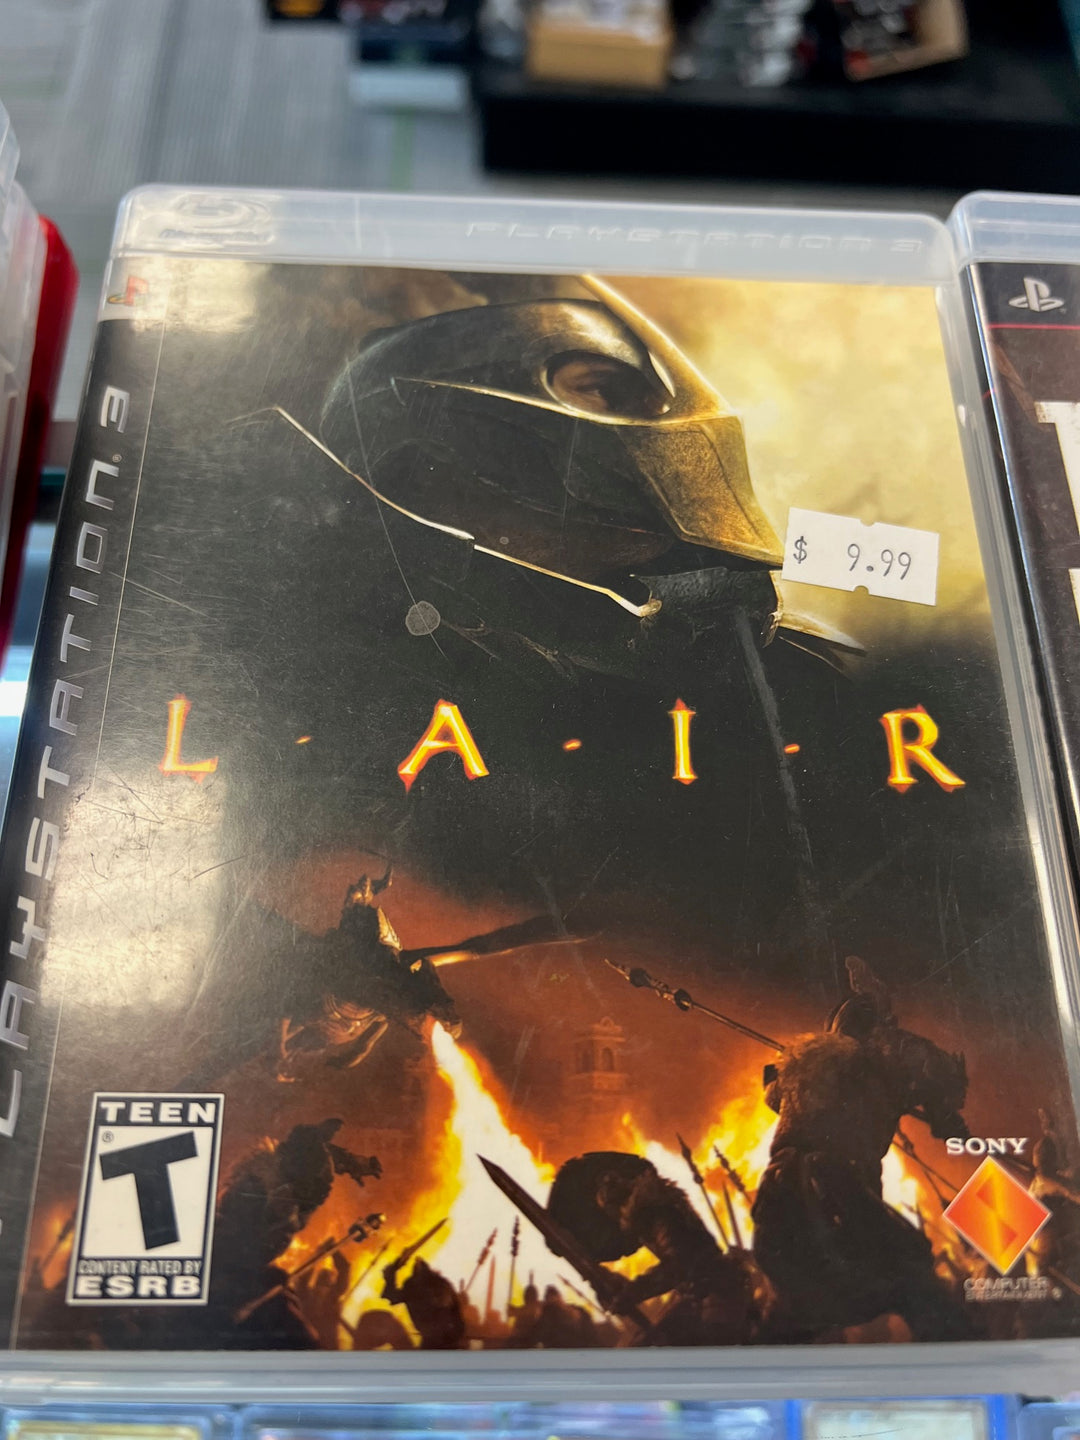 PLAYSTATION 3
PLAYSTATION®3
$ 9.99
L·A·I·R
TEEN
T®
CONTENT RATED BY
ESRB
SONY
COMPUTER
ENTERTAINMENT®